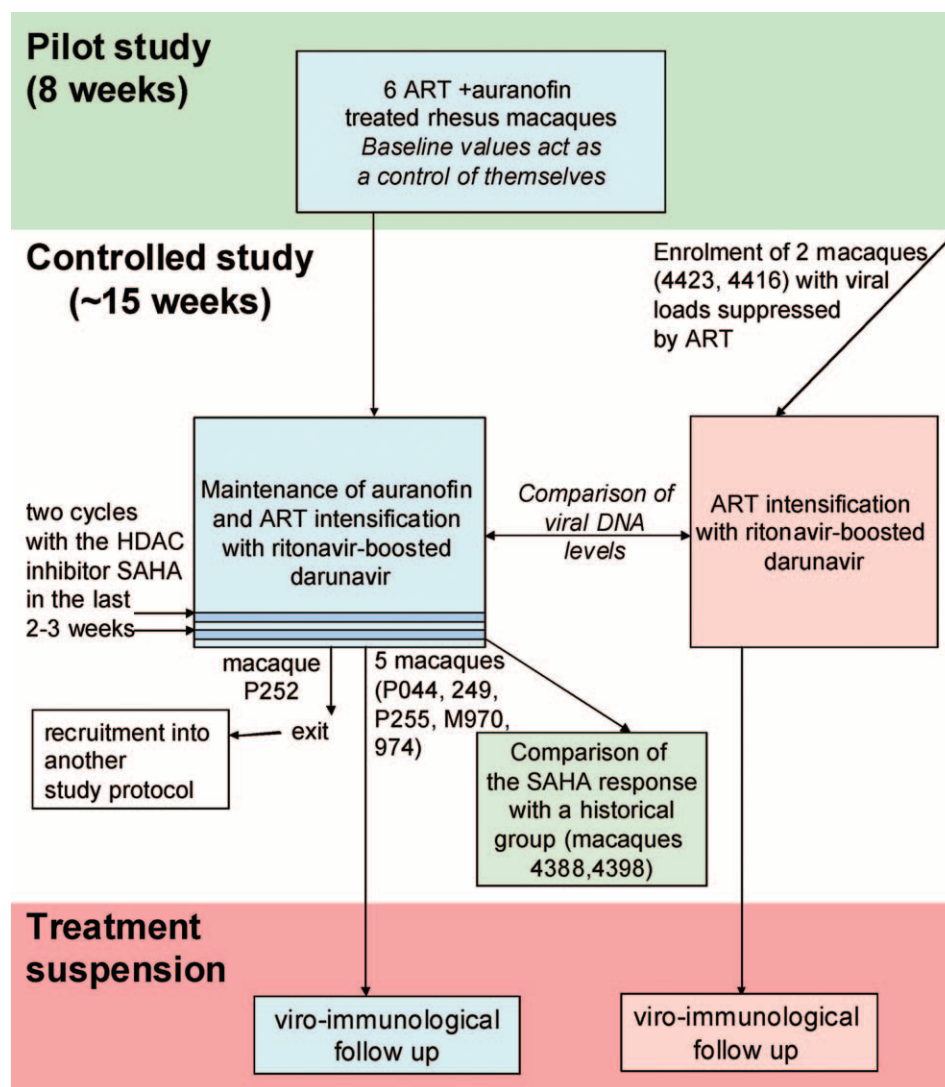 Pilot study
(8 weeks)
6 ART +auranofin
treated rhesus macaques
Baseline values act as
a control of themselves
Controlled study
(~15 weeks)
Enrolment of 2 macaques
(4423, 4416) with viral
loads suppressed
by ART
two cycles
with the HDAC
inhibitor SAHA
in the last
2-3 weeks
Maintenance of auranofin
and ART intensification
with ritonavir-boosted
darunavir
Comparison of
viral DNA
levels
ART intensification
with ritonavir-boosted
darunavir
macaque
P252
exit
recruitment into
another
study protocol
5 macaques
(P044, 249,
P255, M970,
974)
Comparison of
the SAHA response
with a historical
group (macaques
4388,4398)
Treatment
suspension
viro-immunological
follow up
viro-immunological
follow up